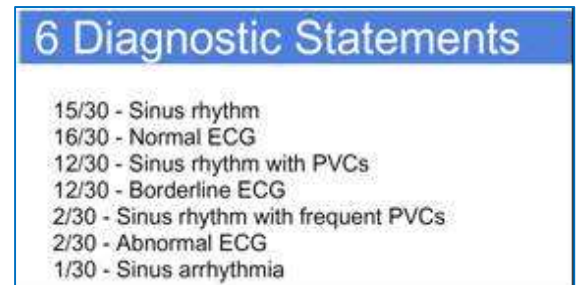 6 Diagnostic Statements
15/30 - Sinus rhythm
16/30 - Normal ECG
12/30 - Sinus rhythm with PVCs
12/30 - Borderline ECG
2/30 - Sinus rhythm with frequent PVCs
2/30 - Abnormal ECG
1/30 - Sinus arrhythmia